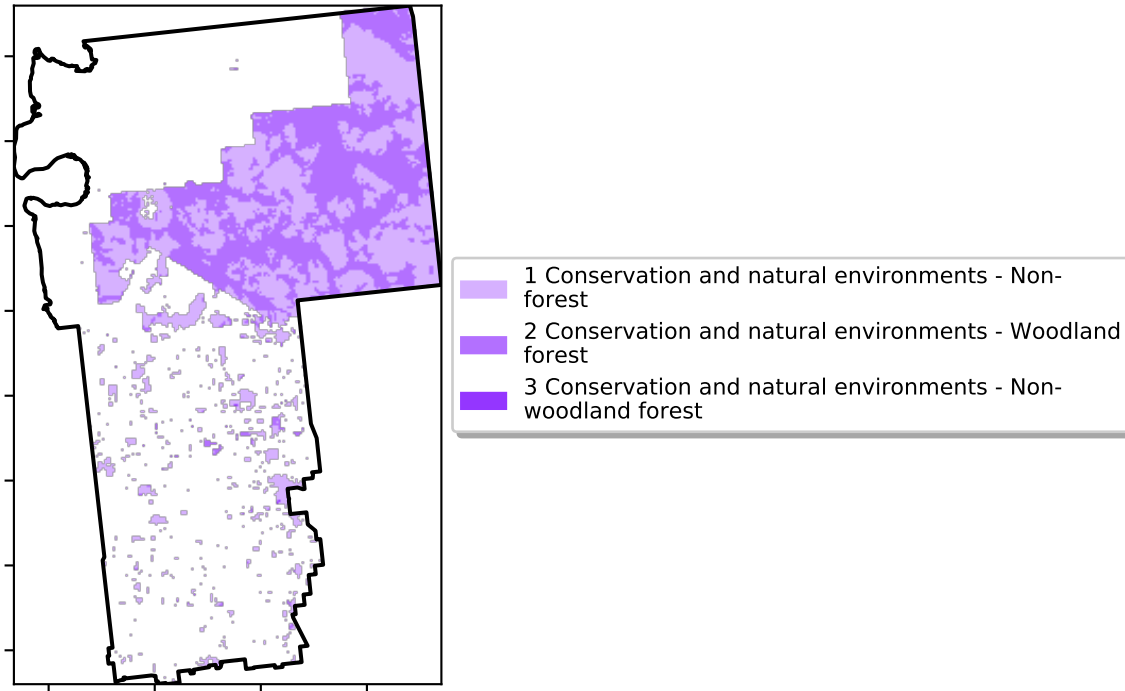 1 Conservation and natural environments - Non-
forest
2 Conservation and natural environments - Woodland
forest
3 Conservation and natural environments - Non-
woodland forest